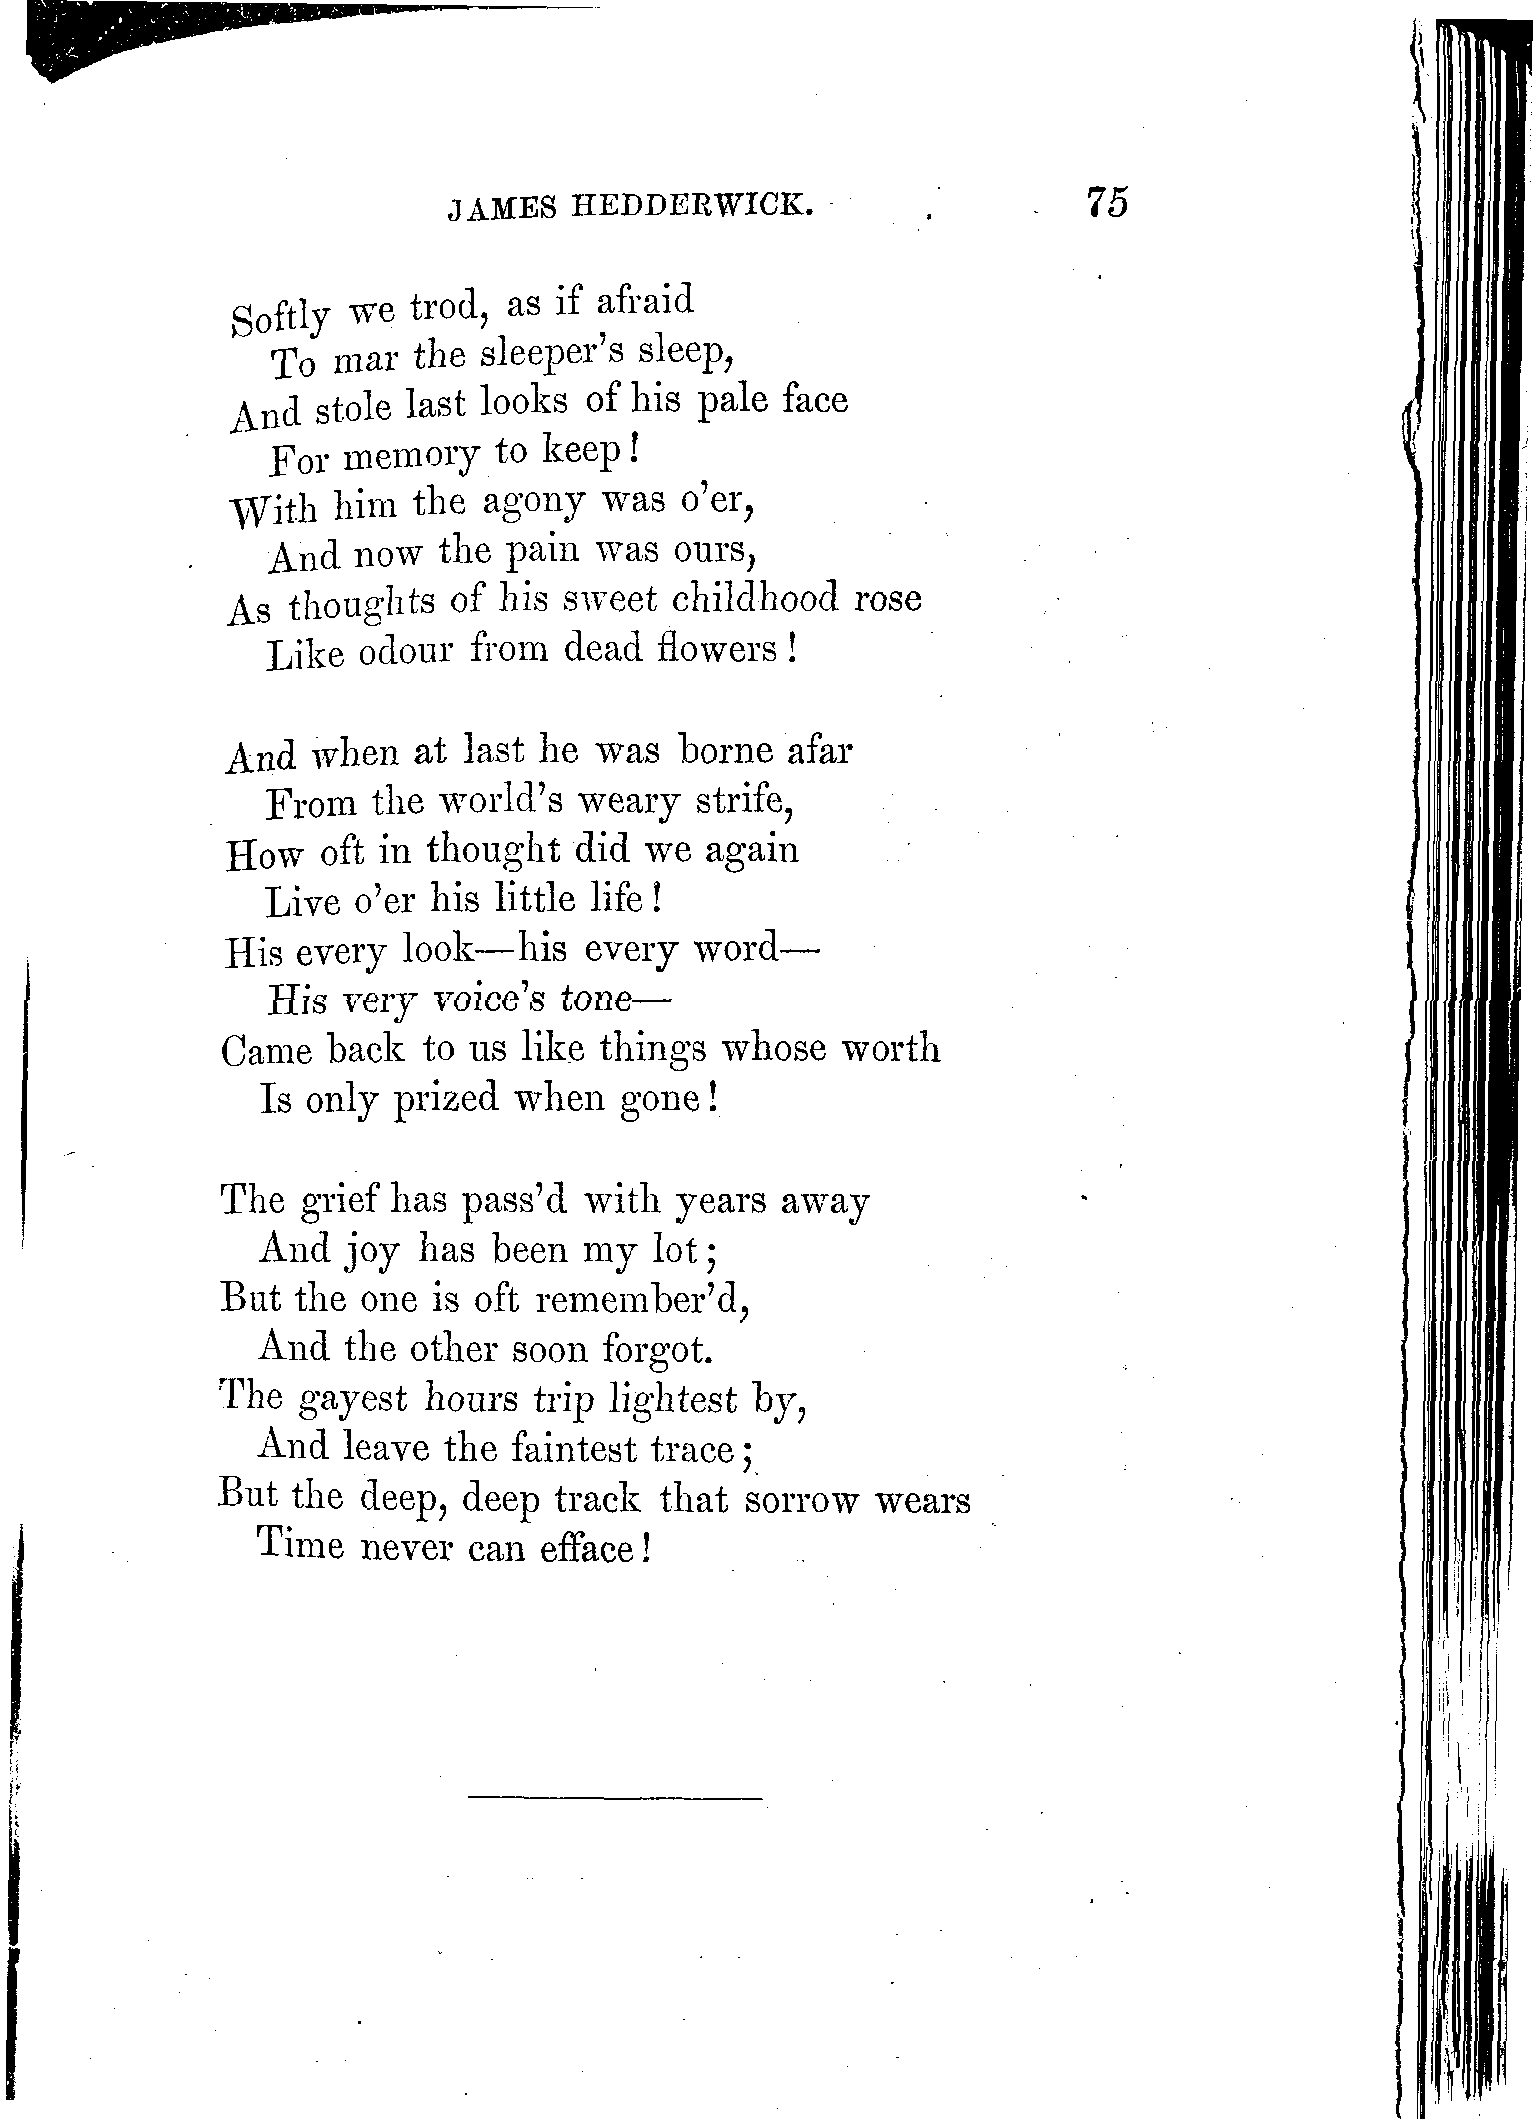 JAMES HEDDERWICK. 75
Softly we trod, as if afraid
To mar the sleeper's sleep,
And stole last looks of his pale face
For memory to keep!
With him the agony was o'er,
And now the pain was ours,
As thoughts of his sweet childhood rose
Like odour from dead flowers!
And when at last he was borne afar
From the world's weary strife,
How oft in thought did we again
Live o'er his little life!
His every look—his every word—
His very voice's tone—
Came back to us like things whose worth
Is only prized when gone!
The grief has pass'd with years away
And joy has been my lot;
But the one is oft remember'd,
And the other soon forgot.
The gayest hours trip lightest by,
And leave the faintest trace;
But the deep, deep track that sorrow wears
Time never can efface!